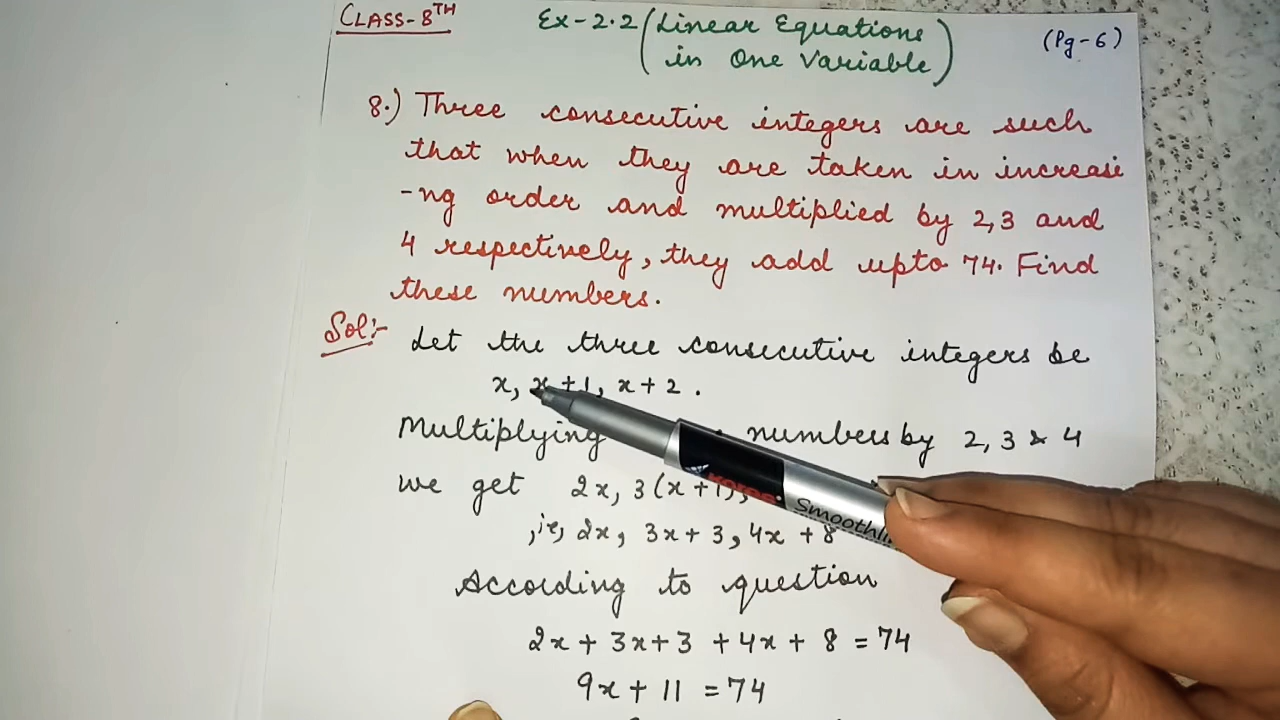 CLASS-8TH
Ex-2.2 (Linear Equations
in One Variable)
(Pg-6)
8.) Three consecutive integers are such
that when they are taken in increasi
-ng order and multiplied by 2,3 and
4 respectively, they add upto 74. Find
these numbers.
Sol:- Let the three consecutive integers be
x, x+1, x+2.
Multiplying numbers by 2, 3 & 4
we get 2x, 3(x+1),
,ie, 2x, 3x+3, 4x+8
According to question
2x + 3x+3 +4x + 8 = 74
9x + 11 = 74
Kores
Smoothli